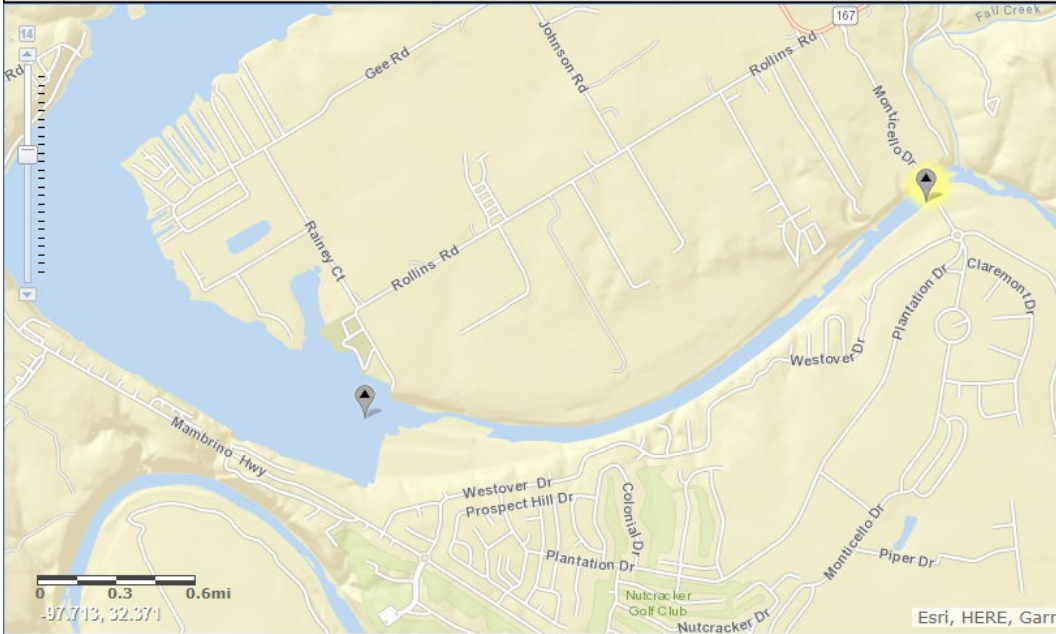 167
Fall Creek
14
Rd
Gee Rd
Johnson Rd
Rollins Rd
Monticello Dr
Rainey Ct
Rollins Rd
Plantation Dr
Claremont Dr
Westover Dr
Mambrino Hwy
Westover Dr
Prospect Hill Dr
Colonial Dr
Monticello Dr
Plantation Dr
Piper Dr
0 0.3 0.6mi
Nutcracker
Golf Club
-97.713, 32.371
Nutcracker Dr
Esri, HERE, Garr